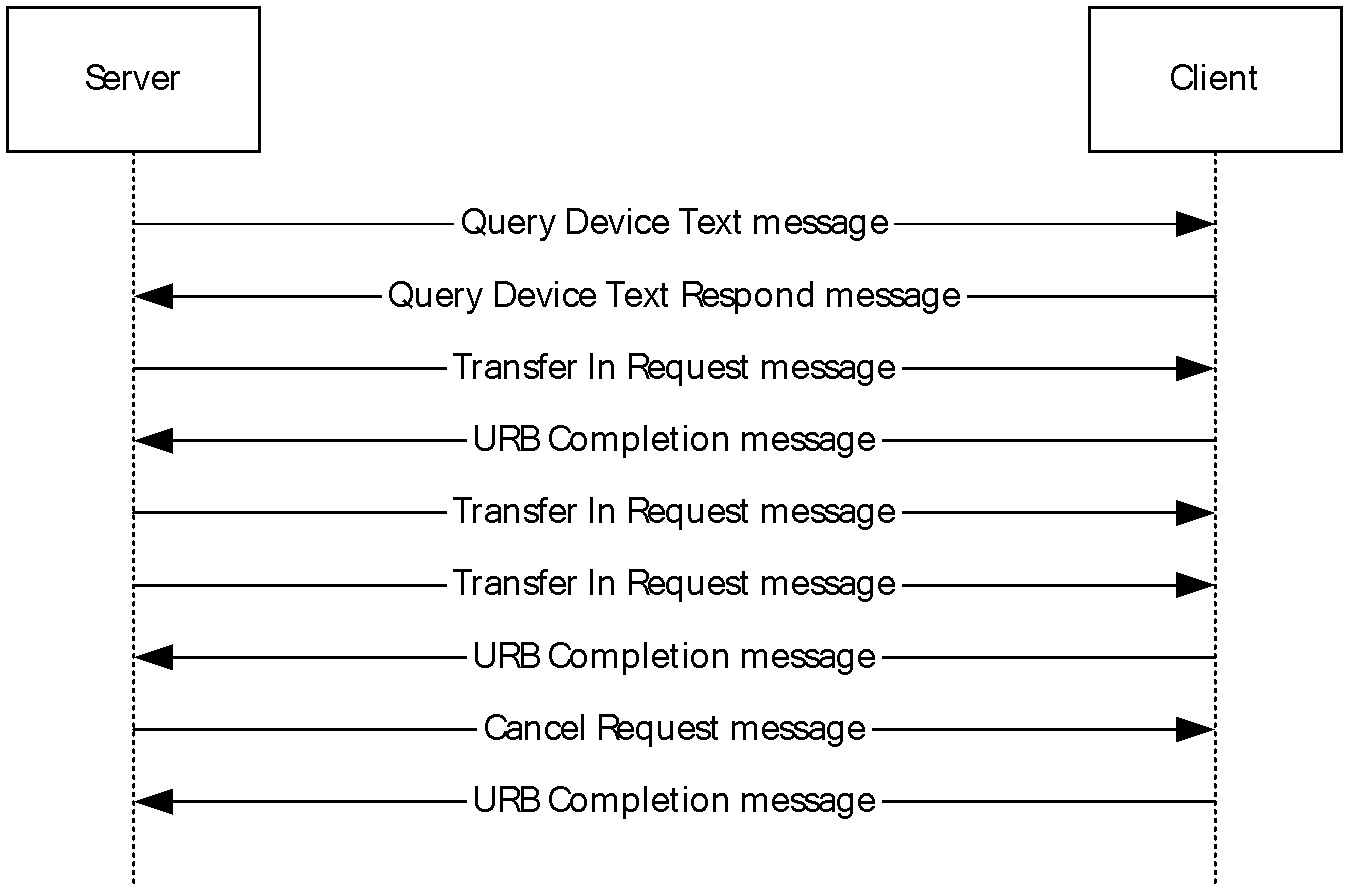 Server
Client
Query Device Text message
Query Device Text Respond message
Transfer In Request message
URB Completion message
Transfer In Request message
Transfer In Request message
URB Completion message
Cancel Request message
URB Completion message